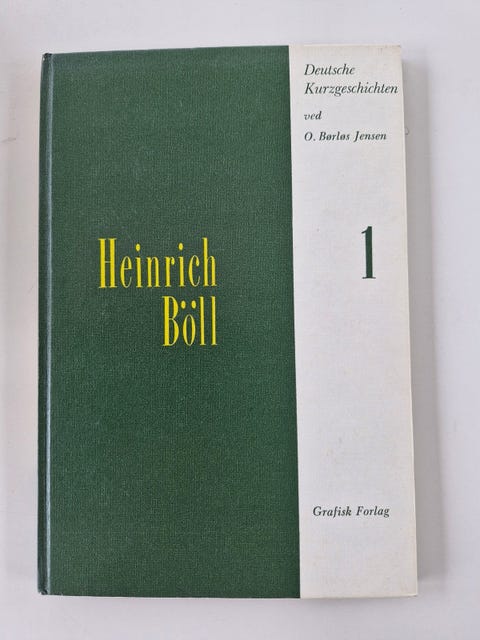 Deutsche
Kurzgeschichten
ved
O. Børløs Jensen
1
Heinrich
Böll
Grafisk Forlag